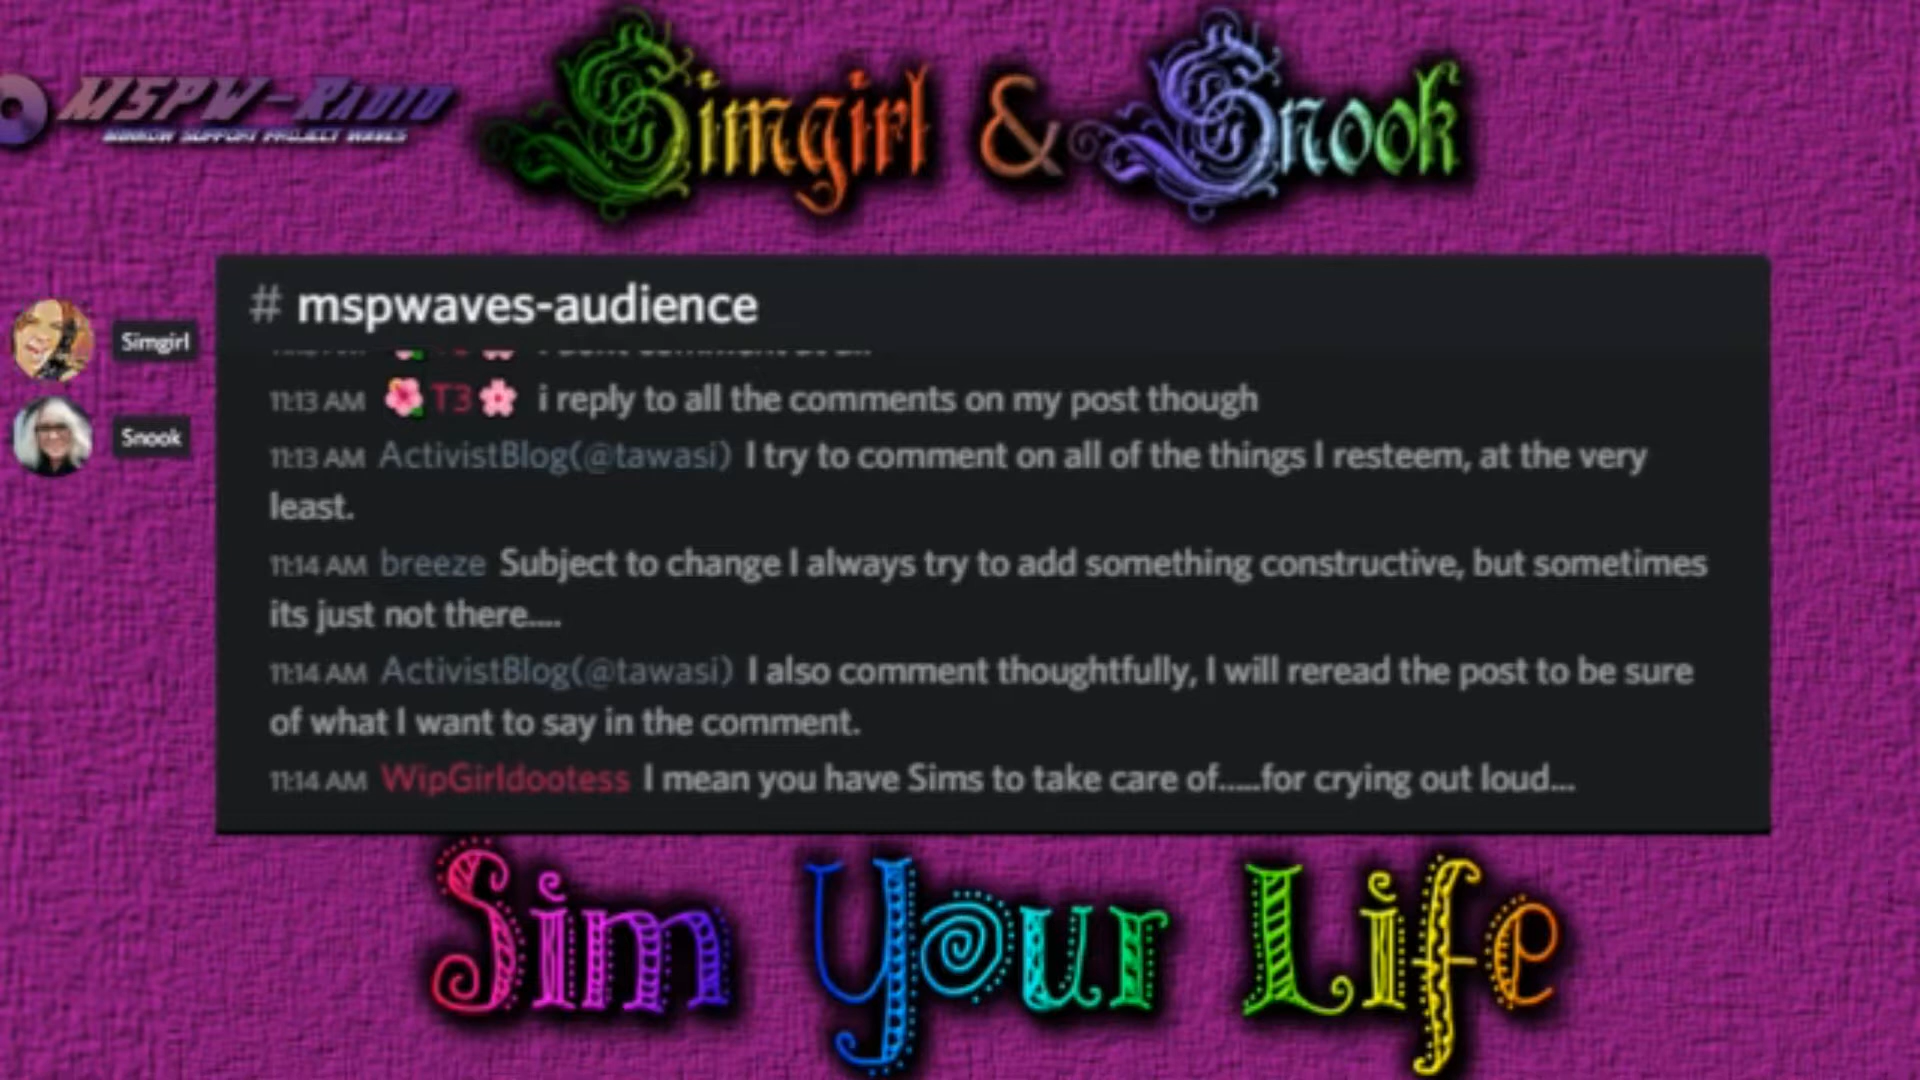 MSPW-Radio
MINNOW SUPPORT PROJECT WAVES
Simgirl & Snook
# mspwaves-audience
Simgirl
Snook
11:13 AM 🌺T3🌸 i reply to all the comments on my post though
11:13 AM ActivistBlog(@tawasi) I try to comment on all of the things I resteem, at the very
least.
11:14 AM breeze Subject to change I always try to add something constructive, but sometimes
its just not there....
11:14 AM ActivistBlog(@tawasi) I also comment thoughtfully, I will reread the post to be sure
of what I want to say in the comment.
11:14 AM WipGirldootess I mean you have Sims to take care of.....for crying out loud...
Sim Your Life